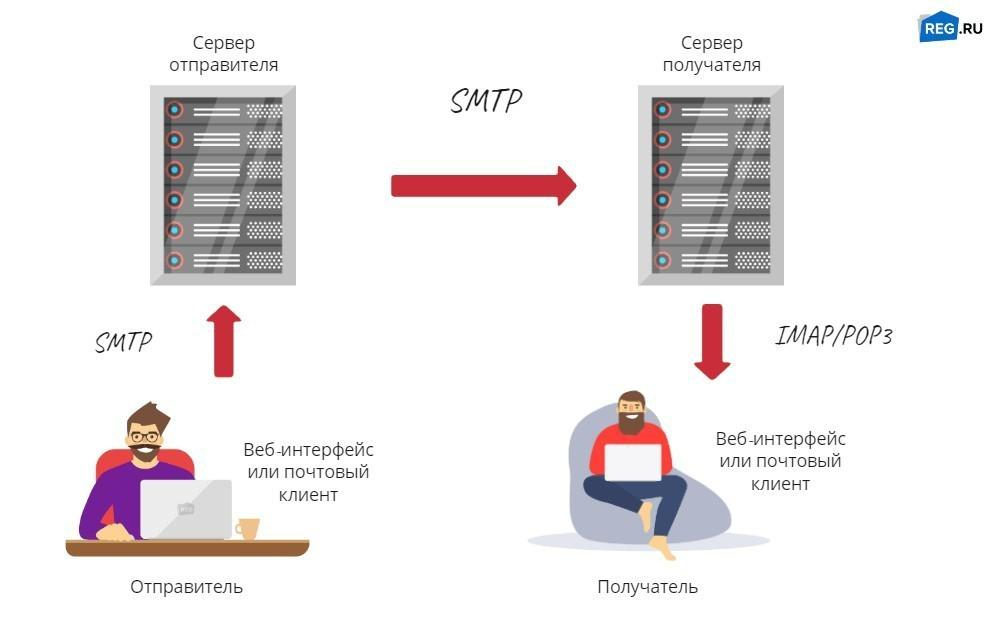 REG.RU
Сервер
отправителя
Сервер
получателя
SMTP
SMTP
IMAP/POP3
Веб-интерфейс
или почтовый
клиент
Веб-интерфейс
или почтовый
клиент
REG
Отправитель
Получатель